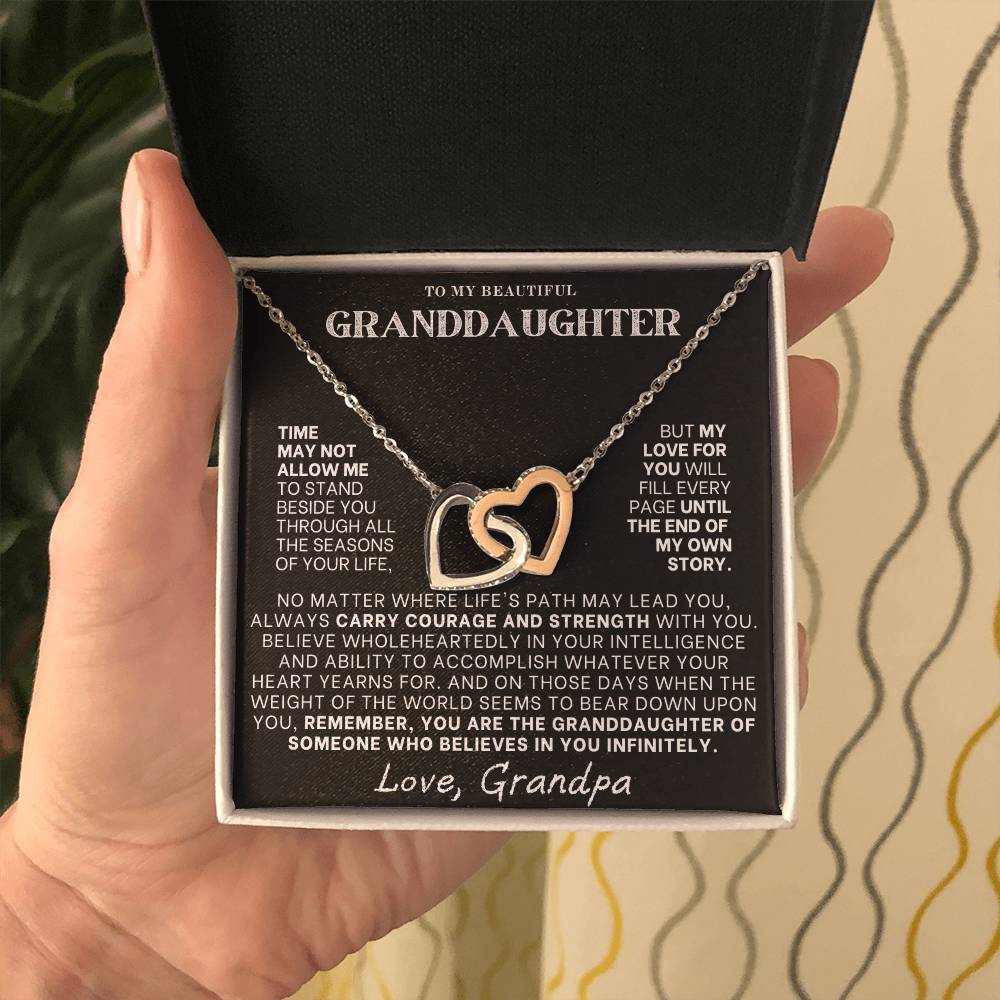 TO MY BEAUTIFUL
GRANDDAUGHTER
TIME
MAY NOT
ALLOW ME
TO STAND
BESIDE YOU
THROUGH ALL
THE SEASONS
OF YOUR LIFE,
BUT MY
LOVE FOR
YOU WILL
FILL EVERY
PAGE UNTIL
THE END OF
MY OWN
STORY.
NO MATTER WHERE LIFE'S PATH MAY LEAD YOU,
ALWAYS CARRY COURAGE AND STRENGTH WITH YOU.
BELIEVE WHOLEHEARTEDLY IN YOUR INTELLIGENCE
AND ABILITY TO ACCOMPLISH WHATEVER YOUR
HEART YEARNS FOR. AND ON THOSE DAYS WHEN THE
WEIGHT OF THE WORLD SEEMS TO BEAR DOWN UPON
YOU, REMEMBER, YOU ARE THE GRANDDAUGHTER OF
SOMEONE WHO BELIEVES IN YOU INFINITELY.
Love, Grandpa